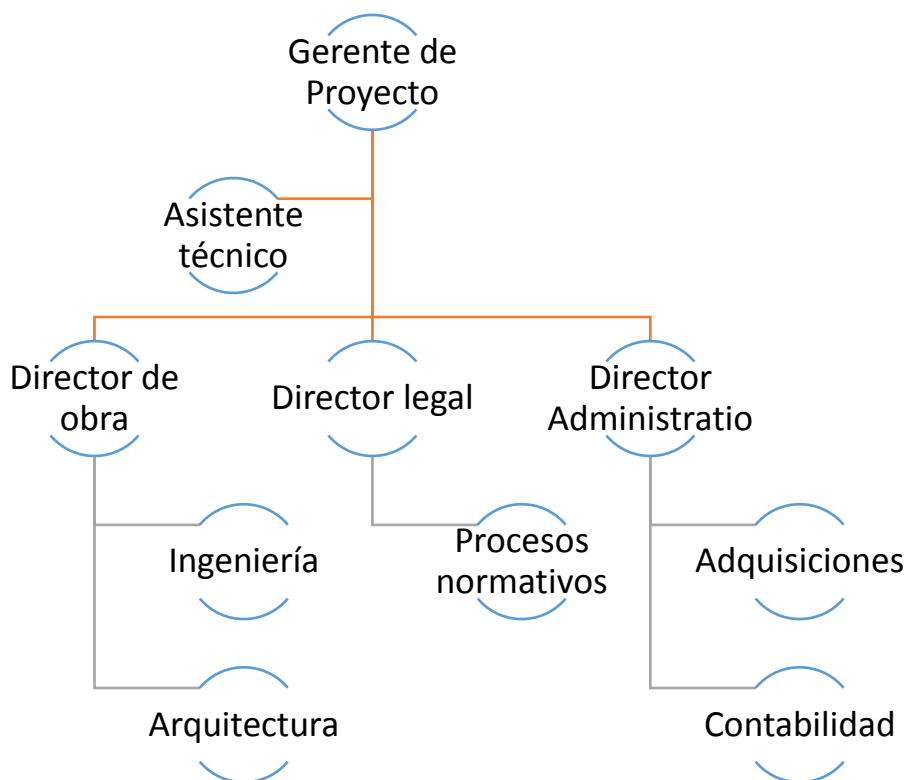 Gerente de
Proyecto
Asistente
técnico
Director de
obra
Director legal
Director
Administratio
Ingeniería
Procesos
normativos
Adquisiciones
Arquitectura
Contabilidad